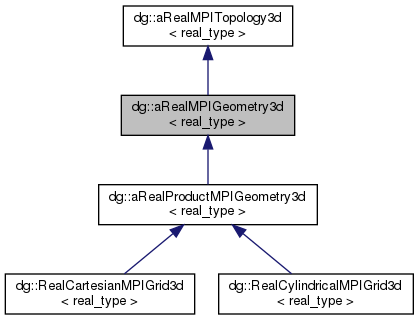 dg::aRealMPITopology3d
< real_type >
dg::aRealMPIGeometry3d
< real_type >
dg::aRealProductMPIGeometry3d
< real_type >
dg::RealCartesianMPIGrid3d
< real_type >
dg::RealCylindricalMPIGrid3d
< real_type >